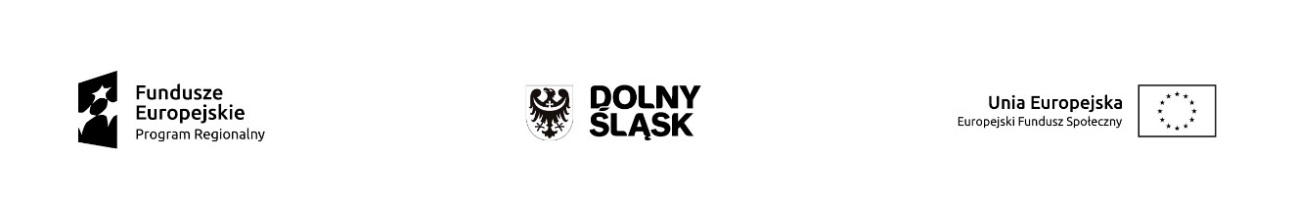 Fundusze
Europejskie
Program Regionalny
DOLNY
ŚLĄSK
Unia Europejska
Europejski Fundusz Społeczny